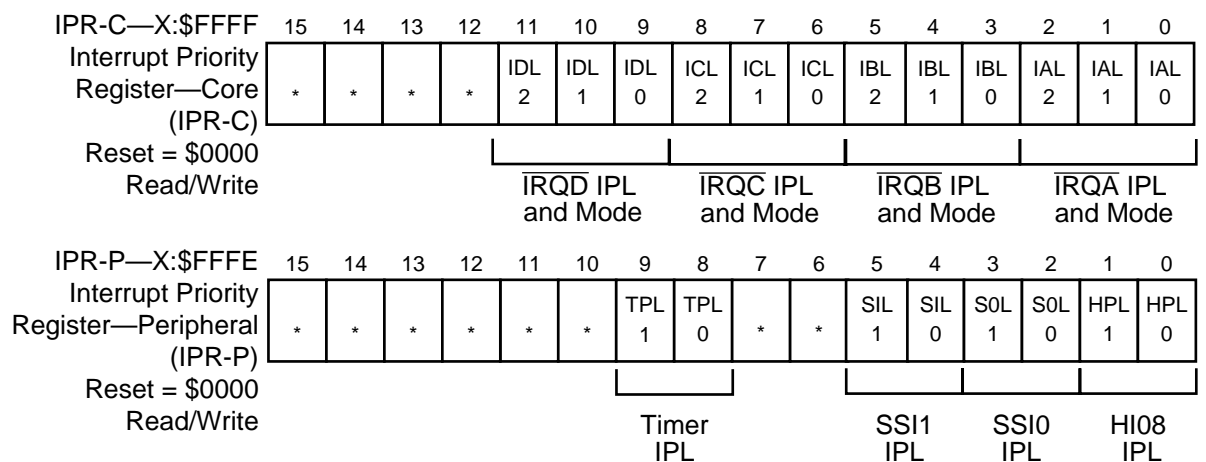 IPR-C—X:$FFFF 15 14 13 12 11 10 9 8 7 6 5 4 3 2 1 0
Interrupt Priority
Register—Core
(IPR-C)
Reset = $0000
Read/Write
* * * * IDL IDL IDL ICL ICL ICL IBL IBL IBL IAL IAL IAL
2 1 0 2 1 0 2 1 0 2 1 0
IRQD IPL IRQC IPL IRQB IPL IRQA IPL
and Mode and Mode and Mode and Mode
IPR-P—X:$FFFE 15 14 13 12 11 10 9 8 7 6 5 4 3 2 1 0
Interrupt Priority
Register—Peripheral
(IPR-P)
Reset = $0000
Read/Write
* * * * * * TPL TPL * * SIL SIL S0L S0L HPL HPL
1 0 1 0 1 0 1 0
Timer SSI1 SSI0 HI08
IPL IPL IPL IPL